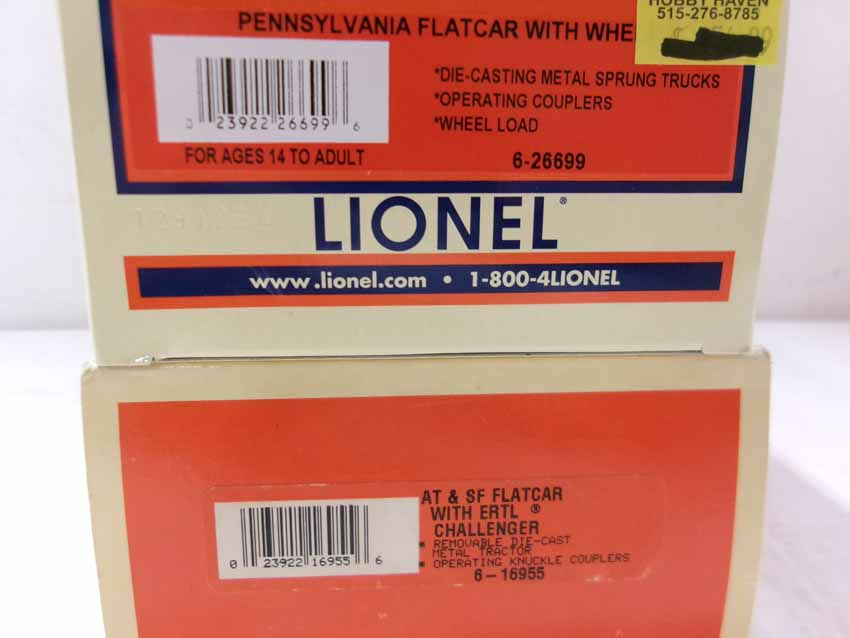 HOBBY HAVEN
515-276-8785
PENNSYLVANIA FLATCAR WITH
*DIE-CASTING METAL SPRUNG TRUCKS
*OPERATING COUPLERS
*WHEEL LOAD
0 23922 26699 6
FOR AGES 14 TO ADULT
6-26699
LIONEL®
www.lionel.com • 1-800-4LIONEL
AT & SF FLATCAR
WITH ERTL ®
CHALLENGER
* REMOVABLE DIE-CAST
METAL TRACTOR
* OPERATING KNUCKLE COUPLERS
6-16955
0 23922 16955 6